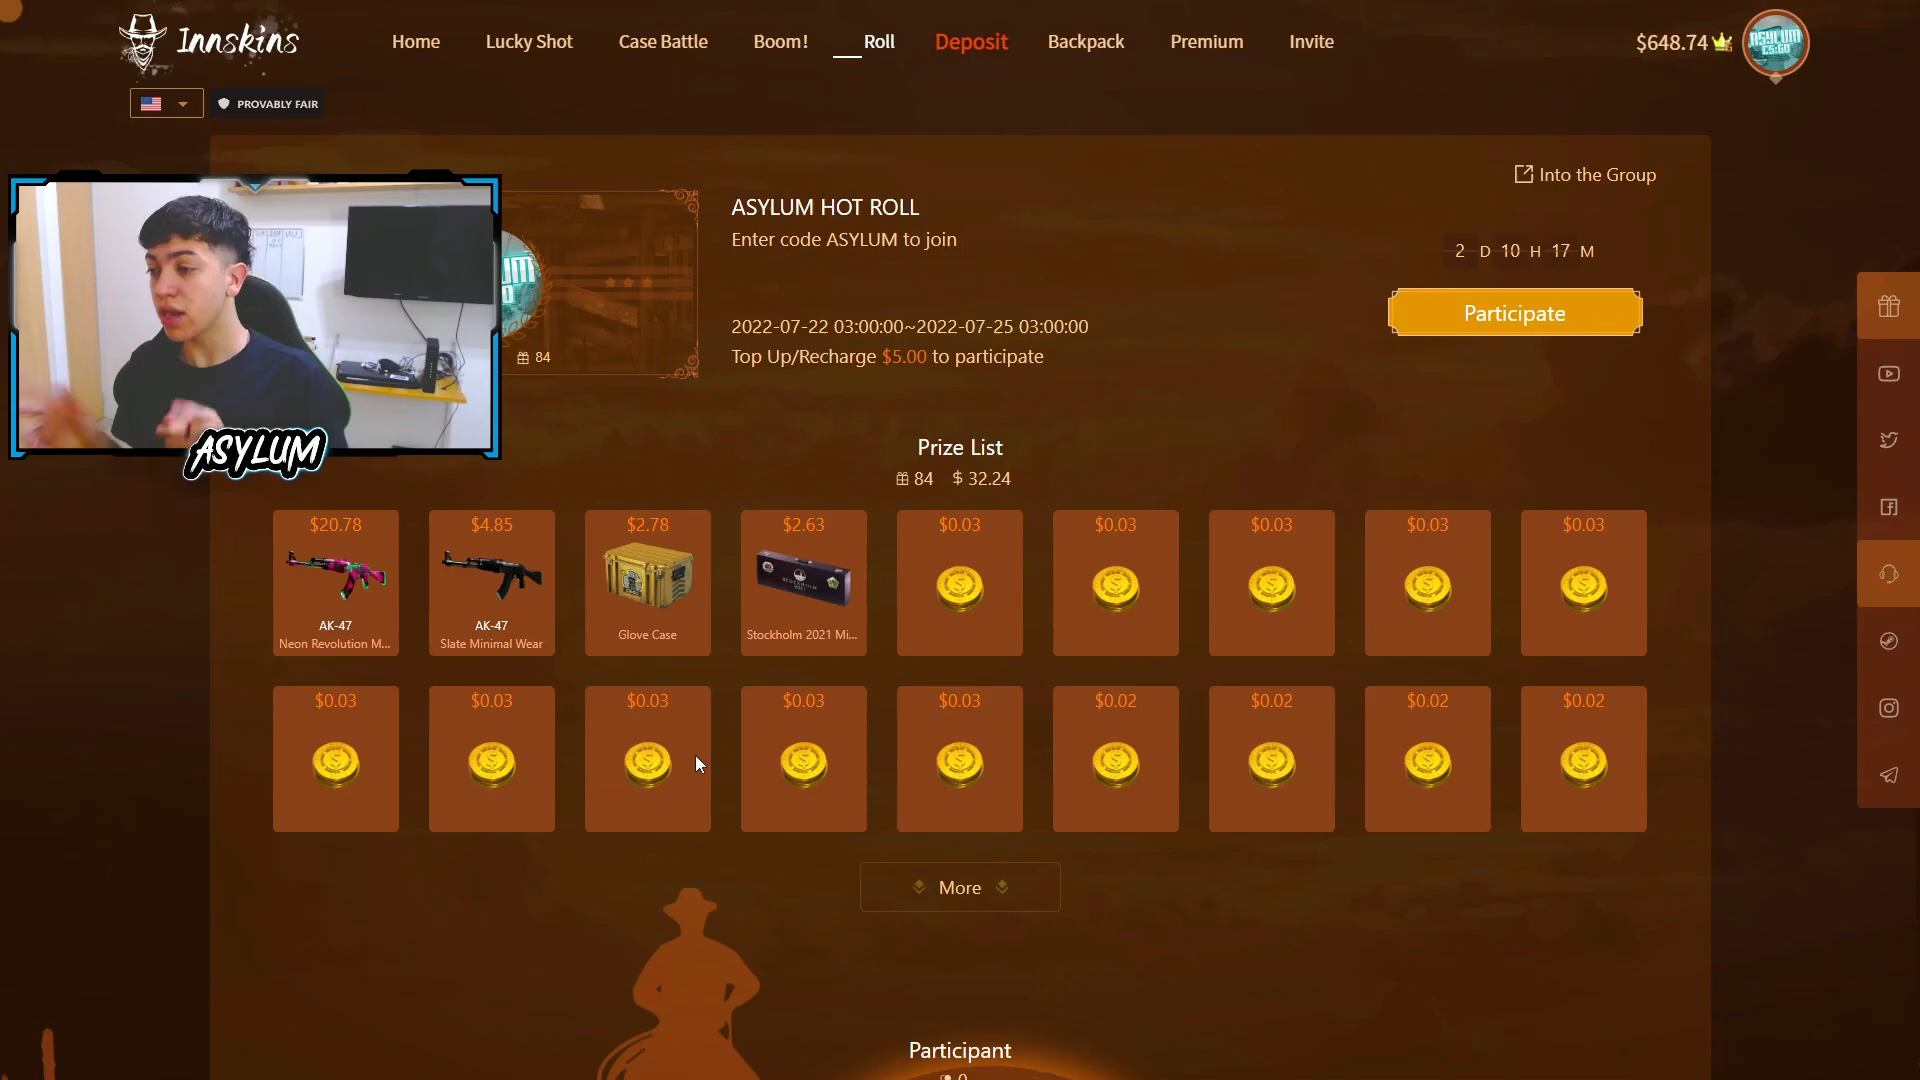 Innskins
Home
Lucky Shot
Case Battle
Boom!
Roll
Deposit
Backpack
Premium
Invite
$648.74
ASYLUM
CS:GO
PROVABLY FAIR
Into the Group
ASYLUM HOT ROLL
Enter code ASYLUM to join
2 D 10 H 17 M
Participate
2022-07-22 03:00:00~2022-07-25 03:00:00
Top Up/Recharge $5.00 to participate
84
ASYLUM
Prize List
84 $ 32.24
$20.78
AK-47
Neon Revolution M...
$4.85
AK-47
Slate Minimal Wear
$2.78
Glove Case
$2.63
Stockholm 2021 Mi...
$0.03
$0.03
$0.03
$0.03
$0.03
$0.03
$0.03
$0.03
$0.03
$0.03
$0.02
$0.02
$0.02
$0.02
More
Participant